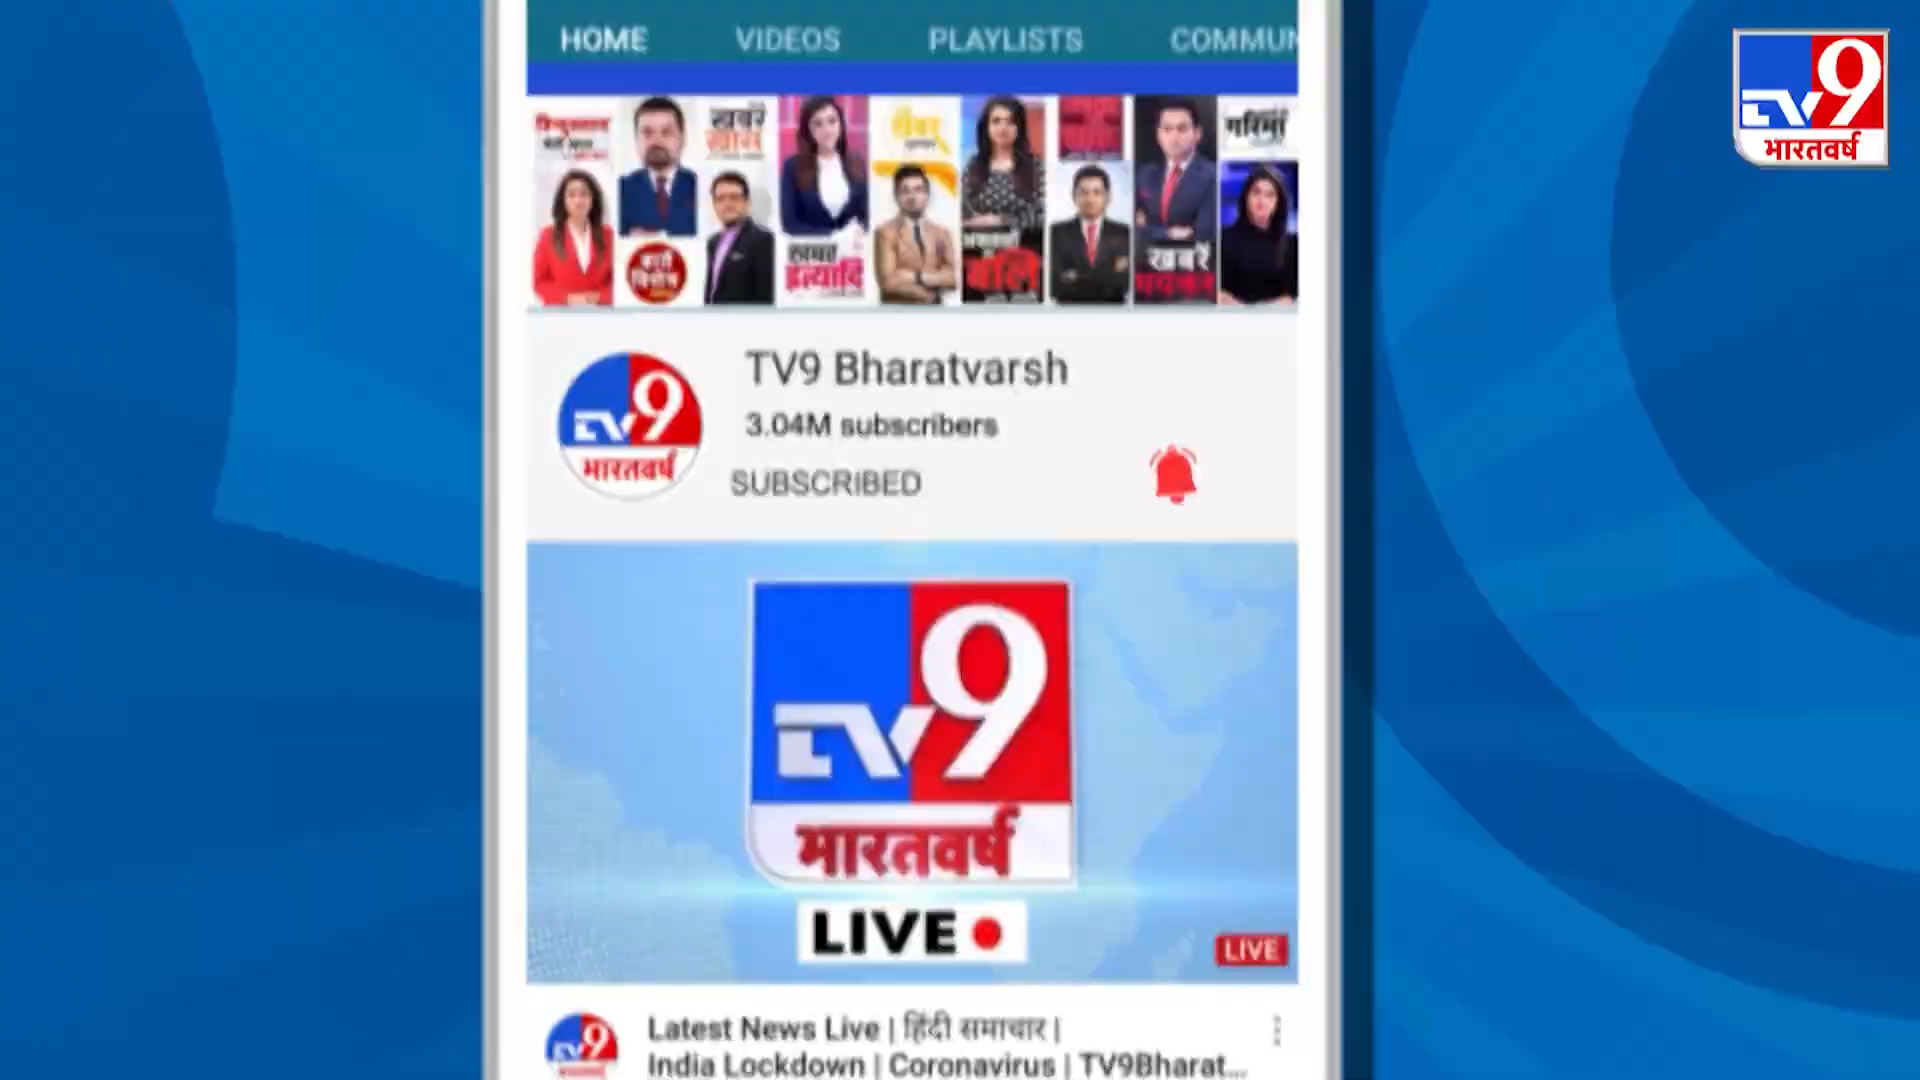 HOME VIDEOS PLAYLISTS COMMUN
TV9
भारतवर्ष
खबरें
खबरें
इत्यादि
TV9
भारतवर्ष
TV9 Bharatvarsh
3.04M subscribers
SUBSCRIBED
TV9
भारतवर्ष
LIVE
LIVE
TV9
Latest News Live | हिंदी समाचार |
India Lockdown | Coronavirus | TV9Bharat...